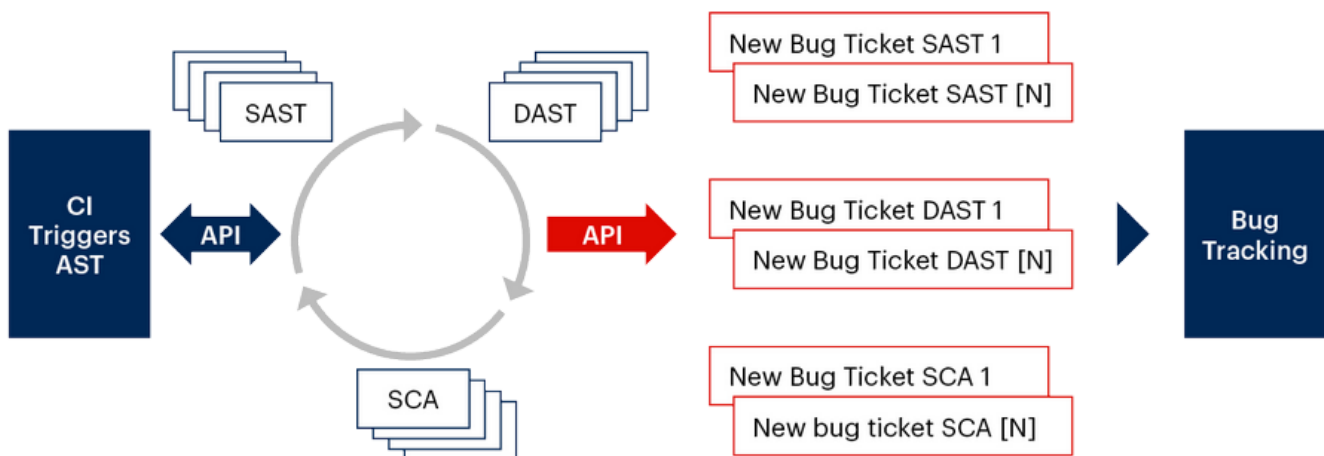 CI
Triggers
AST
API
SAST
DAST
SCA
API
New Bug Ticket SAST 1
New Bug Ticket SAST [N]
New Bug Ticket DAST 1
New Bug Ticket DAST [N]
New Bug Ticket SCA 1
New bug ticket SCA [N]
Bug
Tracking